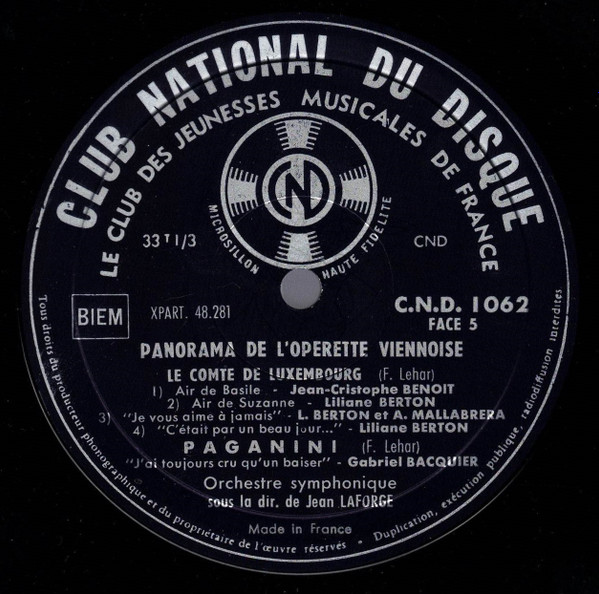 CLUB NATIONAL DU DISQUE
LE CLUB DES JEUNESSES MUSICALES DE FRANCE
CND
MICROSILLON HAUTE FIDELITE
33 T 1/3
CND
BIEM
XPART. 48.281
C.N.D. 1062
FACE 5
PANORAMA DE L'OPERETTE VIENNOISE
LE COMTE DE LUXEMBOURG (F. Lehar)
1) Air de Basile - Jean-Cristophe BENOIT
2) Air de Suzanne - Liliane BERTON
3) "Je vous aime à jamais" - L. BERTON et A. MALLABRERA
4) "C'était par un beau jour..." - Liliane BERTON
PAGANINI (F. Lehar)
"J'ai toujours cru qu'un baiser" - Gabriel BACQUIER
Orchestre symphonique
sous la dir. de Jean LAFORGE
Made in France
Tous droits du producteur phonographique et du propriétaire de l'œuvre réservés • Duplication, exécution publique, radiodiffusion interdites